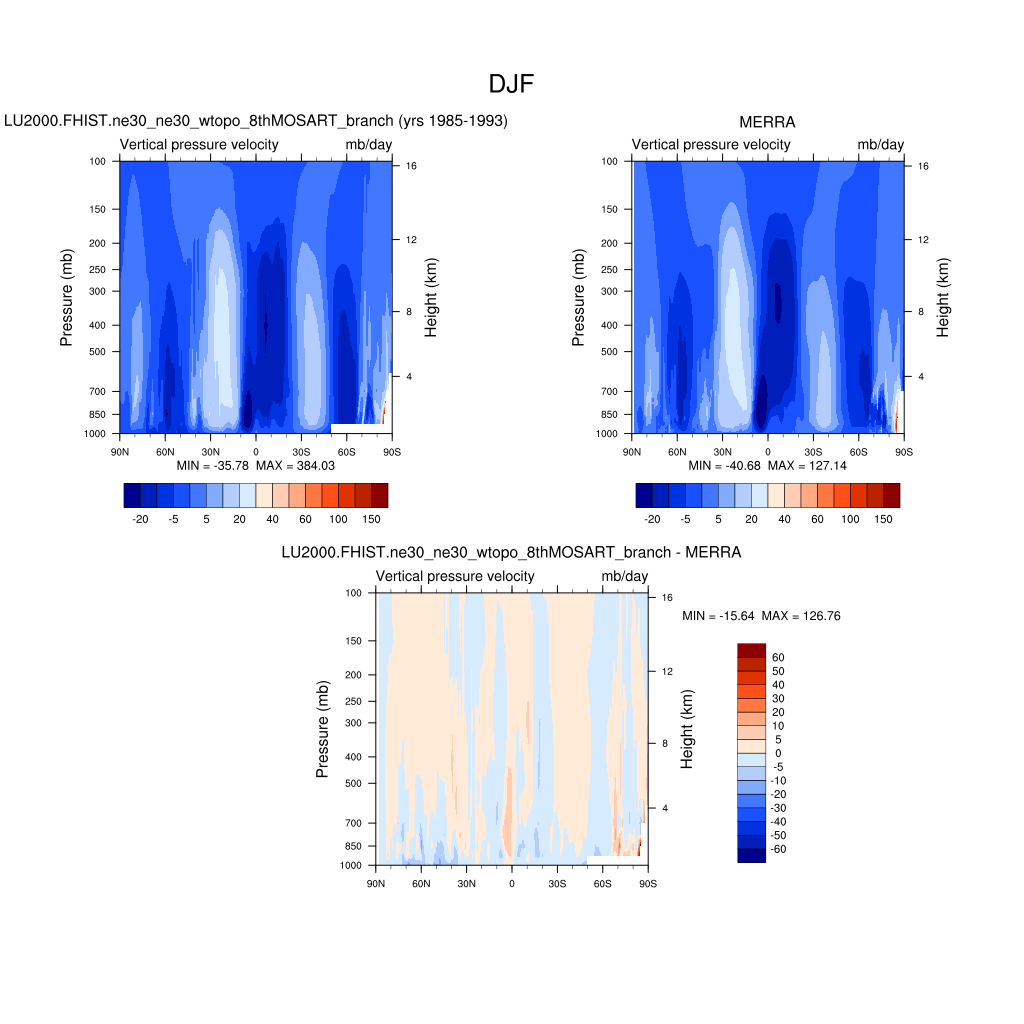 DJF
LU2000.FHIST.ne30_ne30_wtopo_8thMOSART_branch (yrs 1985-1993)
Vertical pressure velocity mb/day
Pressure (mb)
100
150
200
250
300
400
500
700
850
1000
16
12
8
4
Height (km)
90N 60N 30N 0 30S 60S 90S
MIN = -35.78 MAX = 384.03
-20 -5 5 20 40 60 100 150
MERRA
Vertical pressure velocity mb/day
Pressure (mb)
100
150
200
250
300
400
500
700
850
1000
16
12
8
4
Height (km)
90N 60N 30N 0 30S 60S 90S
MIN = -40.68 MAX = 127.14
-20 -5 5 20 40 60 100 150
LU2000.FHIST.ne30_ne30_wtopo_8thMOSART_branch - MERRA
Vertical pressure velocity mb/day
Pressure (mb)
100
150
200
250
300
400
500
700
850
1000
16
12
8
4
Height (km)
90N 60N 30N 0 30S 60S 90S
MIN = -15.64 MAX = 126.76
60
50
40
30
20
10
5
0
-5
-10
-20
-30
-40
-50
-60